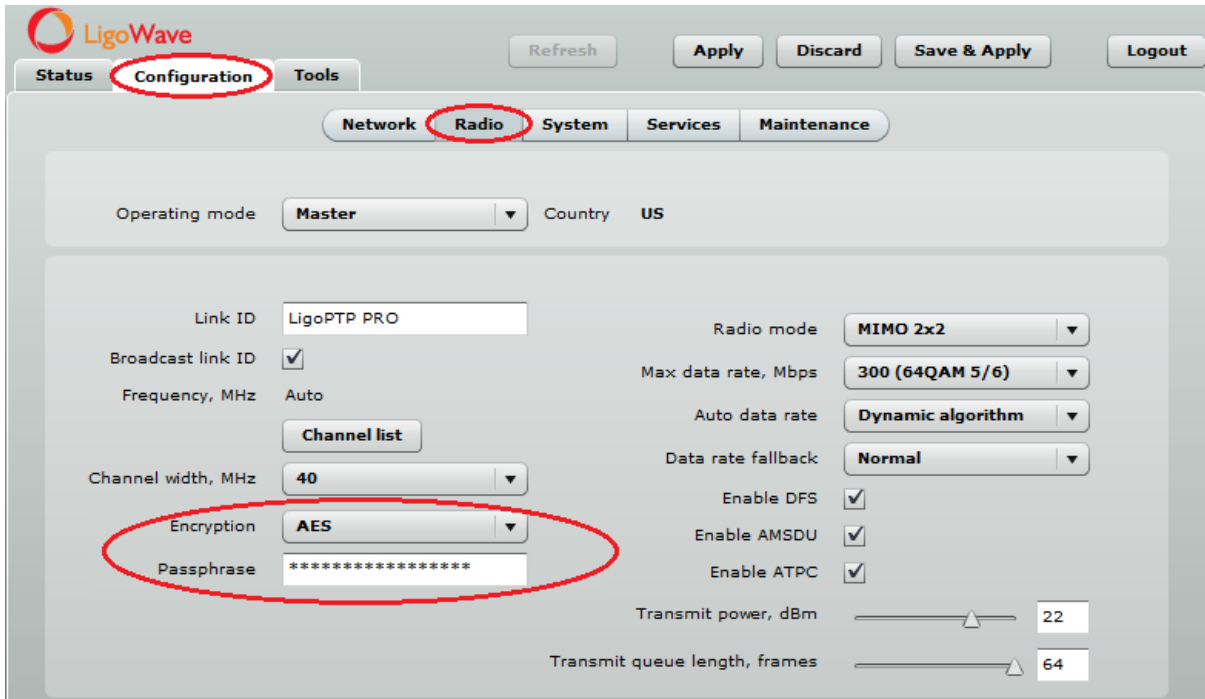 LigoWave
Refresh Apply Discard Save & Apply Logout
Status Configuration Tools
Network Radio System Services Maintenance
Operating mode Master Country US
Link ID LigoPTP PRO
Broadcast link ID
Frequency, MHz Auto
Channel list
Channel width, MHz 40
Encryption AES
Passphrase *****************
Radio mode MIMO 2x2
Max data rate, Mbps 300 (64QAM 5/6)
Auto data rate Dynamic algorithm
Data rate fallback Normal
Enable DFS
Enable AMSDU
Enable ATPC
Transmit power, dBm 22
Transmit queue length, frames 64